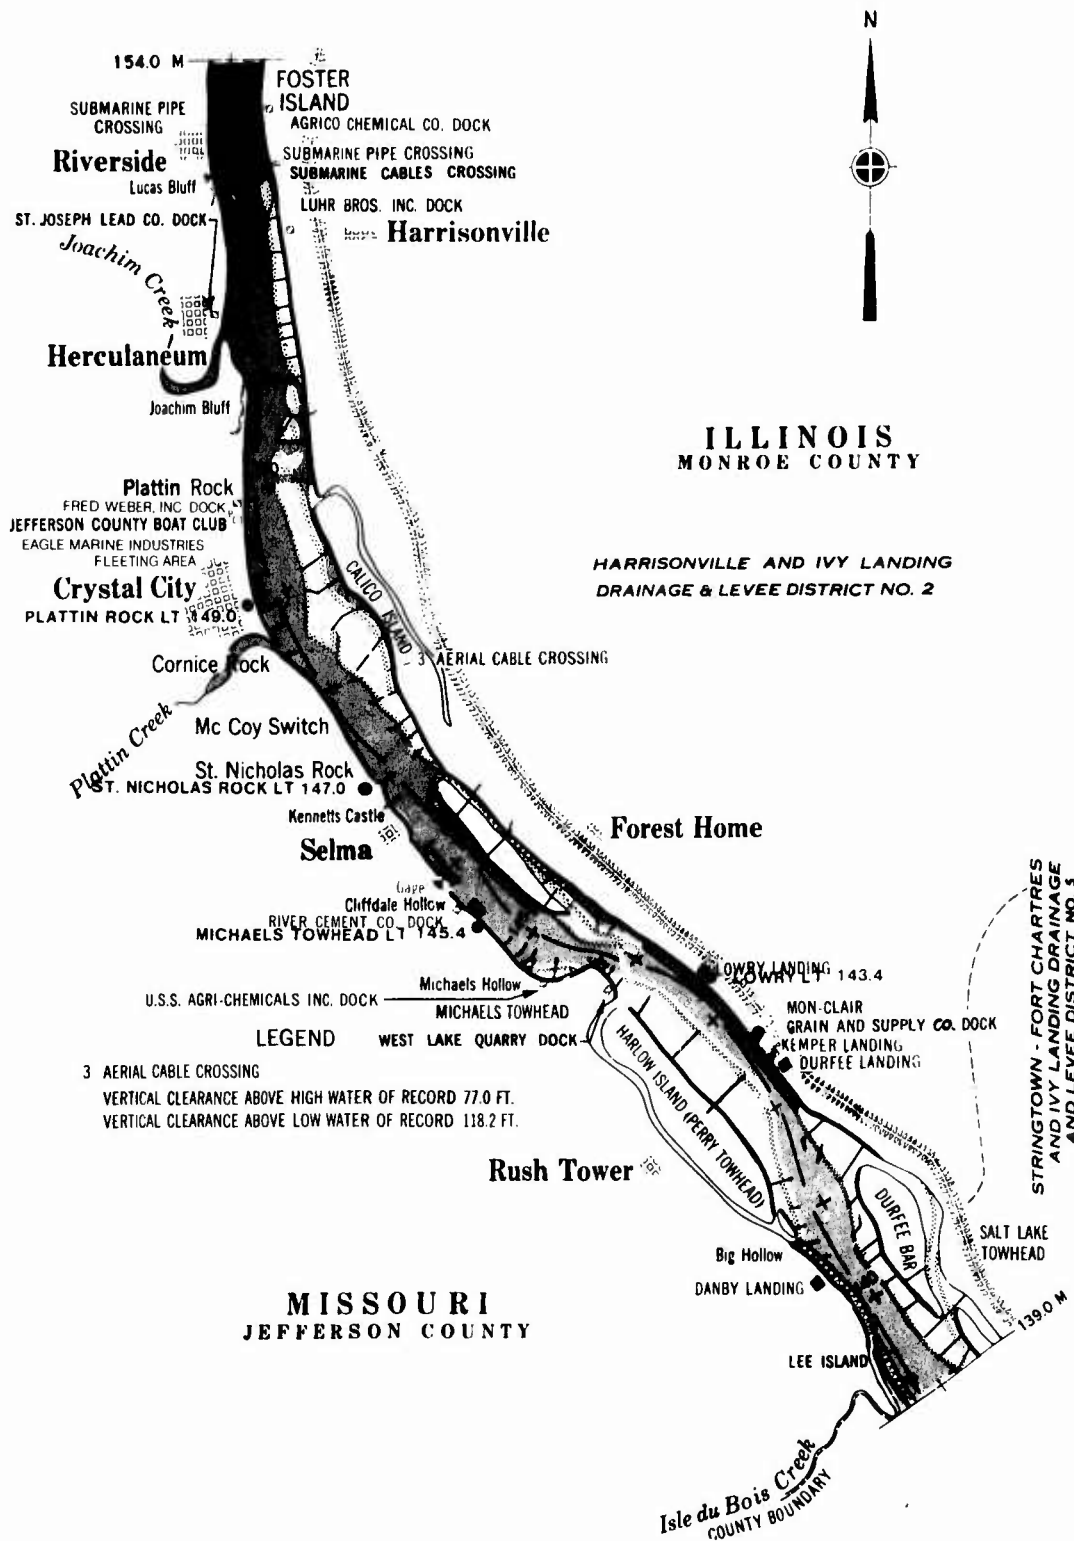 N
154.0 M
FOSTER
ISLAND
SUBMARINE PIPE
CROSSING
AGRICO CHEMICAL CO. DOCK
Riverside
SUBMARINE PIPE CROSSING
SUBMARINE CABLES CROSSING
Lucas Bluff
LUHR BROS. INC. DOCK
ST. JOSEPH LEAD CO. DOCK
Harrisonville
Joachim Creek
Herculaneum
Joachim Bluff
ILLINOIS
MONROE COUNTY
Plattin Rock
FRED WEBER, INC DOCK
JEFFERSON COUNTY BOAT CLUB
EAGLE MARINE INDUSTRIES
FLEETING AREA
HARRISONVILLE AND IVY LANDING
DRAINAGE & LEVEE DISTRICT NO. 2
Crystal City
PLATTIN ROCK LT 149.0
CALICO ISLAND
3 AERIAL CABLE CROSSING
Cornice Rock
Plattin Creek
Mc Coy Switch
St. Nicholas Rock
ST. NICHOLAS ROCK LT 147.0
Kennetts Castle
Selma
Forest Home
Gage
Cliffdale Hollow
RIVER CEMENT CO. DOCK
MICHAELS TOWHEAD LT 145.4
LOWRY LANDING
LOWRY LT 143.4
Michaels Hollow
U.S.S. AGRI-CHEMICALS INC. DOCK
MICHAELS TOWHEAD
MON-CLAIR
GRAIN AND SUPPLY CO. DOCK
KEMPER LANDING
DURFEE LANDING
LEGEND
WEST LAKE QUARRY DOCK
3 AERIAL CABLE CROSSING
VERTICAL CLEARANCE ABOVE HIGH WATER OF RECORD 77.0 FT.
VERTICAL CLEARANCE ABOVE LOW WATER OF RECORD 118.2 FT.
HARLOW ISLAND (PERRY TOWHEAD)
STRINGTOWN - FORT CHARTRES
AND IVY LANDING DRAINAGE
AND LEVEE DISTRICT NO. 5
Rush Tower
DURFEE BAR
SALT LAKE
TOWHEAD
Big Hollow
DANBY LANDING
MISSOURI
JEFFERSON COUNTY
139.0 M
LEE ISLAND
Isle du Bois Creek
COUNTY BOUNDARY